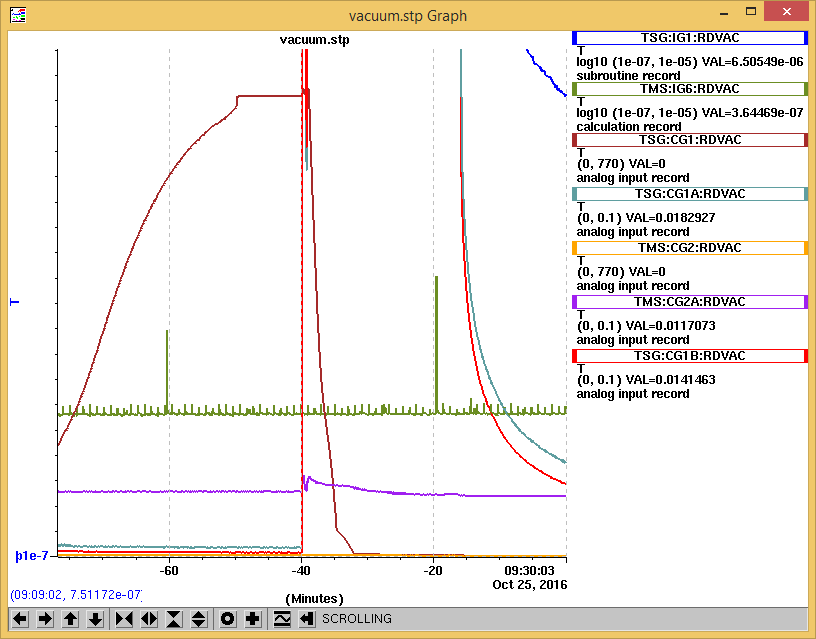 vacuum.stp Graph
vacuum.stp
TSG:IG1:RDVAC
T
log10 (1e-07, 1e-05) VAL=6.50549e-06
subroutine record
TMS:IG6:RDVAC
T
log10 (1e-07, 1e-05) VAL=3.64469e-07
calculation record
TSG:CG1:RDVAC
T
(0, 770) VAL=0
analog input record
TSG:CG1A:RDVAC
T
(0, 0.1) VAL=0.0182927
analog input record
TMS:CG2:RDVAC
T
(0, 770) VAL=0
analog input record
TMS:CG2A:RDVAC
T
(0, 0.1) VAL=0.0117073
analog input record
TSG:CG1B:RDVAC
T
(0, 0.1) VAL=0.0141463
analog input record
T
1e-7
-60 -40 -20 09:30:03
Oct 25, 2016
(09:09:02, 7.51172e-07)
(Minutes)
SCROLLING